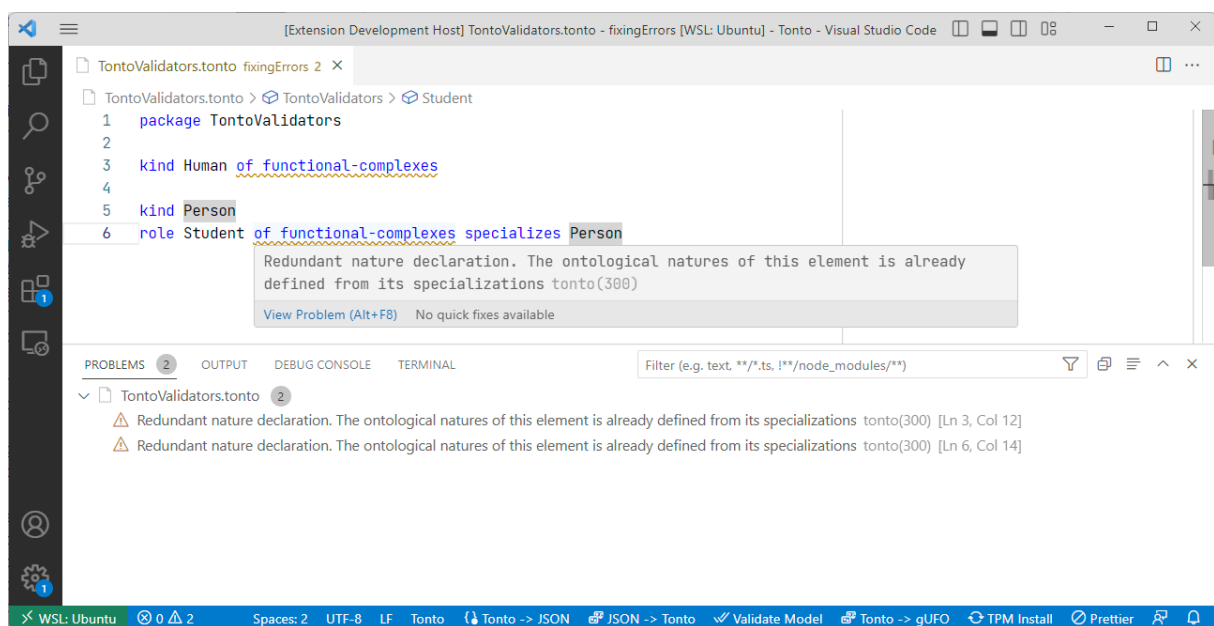 [Extension Development Host] TontoValidators.tonto - fixingErrors [WSL: Ubuntu] - Tonto - Visual Studio Code
TontoValidators.tonto fixingErrors 2
TontoValidators.tonto > TontoValidators > Student
1 package TontoValidators
2
3 kind Human of functional-complexes
4
5 kind Person
6 role Student of functional-complexes specializes Person
Redundant nature declaration. The ontological natures of this element is already
defined from its specializations tonto(300)
View Problem (Alt+F8) No quick fixes available
1
PROBLEMS 2 OUTPUT DEBUG CONSOLE TERMINAL Filter (e.g. text, **/*.ts, !**/node_modules/**)
TontoValidators.tonto 2
Redundant nature declaration. The ontological natures of this element is already defined from its specializations tonto(300) [Ln 3, Col 12]
Redundant nature declaration. The ontological natures of this element is already defined from its specializations tonto(300) [Ln 6, Col 14]
1
WSL: Ubuntu 0 2 Spaces: 2 UTF-8 LF Tonto Tonto -> JSON JSON -> Tonto Validate Model Tonto -> gUFO TPM Install Prettier